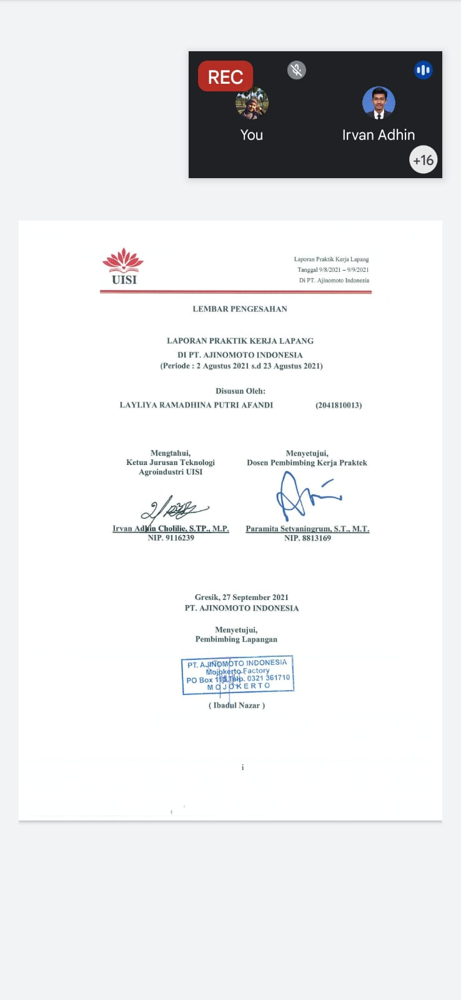 REC
You
Irvan Adhin
+16
UISI
Laporan Praktik Kerja Lapang
Tanggal 9/8/2021 – 9/9/2021
Di PT. Ajinomoto Indonesia
LEMBAR PENGESAHAN
LAPORAN PRAKTIK KERJA LAPANG
DI PT. AJINOMOTO INDONESIA
(Periode : 2 Agustus 2021 s.d 23 Agustus 2021)
Disusun Oleh:
LAYLIYA RAMADHINA PUTRI AFANDI (2041810013)
Mengtahui,
Ketua Jurusan Teknologi
Agroindustri UISI
Irvan Adhin Cholilie, S.TP., M.P.
NIP. 9116239
Menyetujui,
Dosen Pembimbing Kerja Praktek
Paramita Setyaningrum, S.T., M.T.
NIP. 8813169
Gresik, 27 September 2021
PT. AJINOMOTO INDONESIA
Menyetujui,
Pembimbing Lapangan
PT. AJINOMOTO INDONESIA
Mojokerto Factory
PO Box 110 Telp. 0321 361710
MOJOKERTO
( Ibadul Nazar )
i